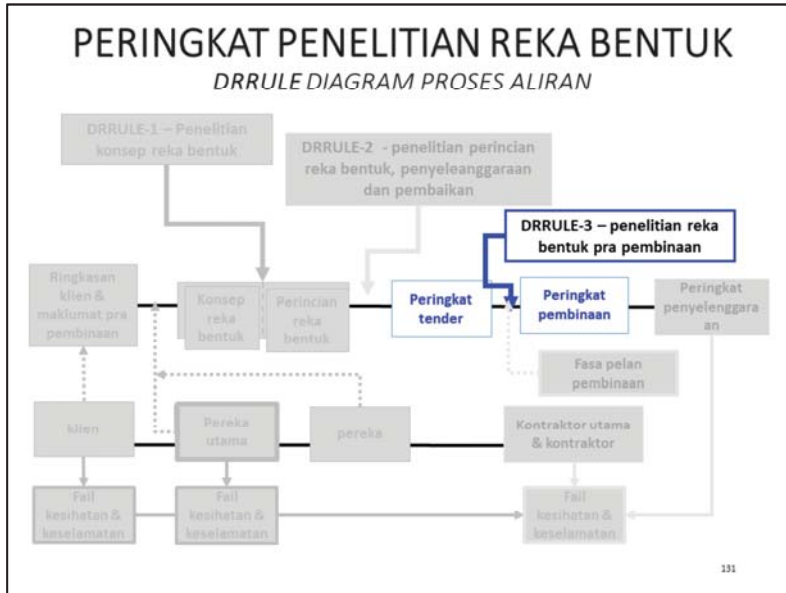 PERINGKAT PENELITIAN REKA BENTUK
DRRULE DIAGRAM PROSES ALIRAN
DRRULE-1 – Penelitian
konsep reka bentuk
DRRULE-2 - penelitian perincian
reka bentuk, penyeleanggaraan
dan pembaikan
DRRULE-3 – penelitian reka
bentuk pra pembinaan
Ringkasan
klien &
maklumat pra
pembinaan
Konsep
reka
bentuk
Perincian
reka
bentuk
Peringkat
tender
Peringkat
pembinaan
Peringkat
penyelenggara
an
Fasa pelan
pembinaan
klien
Pereka
utama
pereka
Kontraktor utama
& kontraktor
Fail
kesihatan &
keselamatan
Fail
kesihatan &
keselamatan
Fail
kesihatan &
keselamatan
131